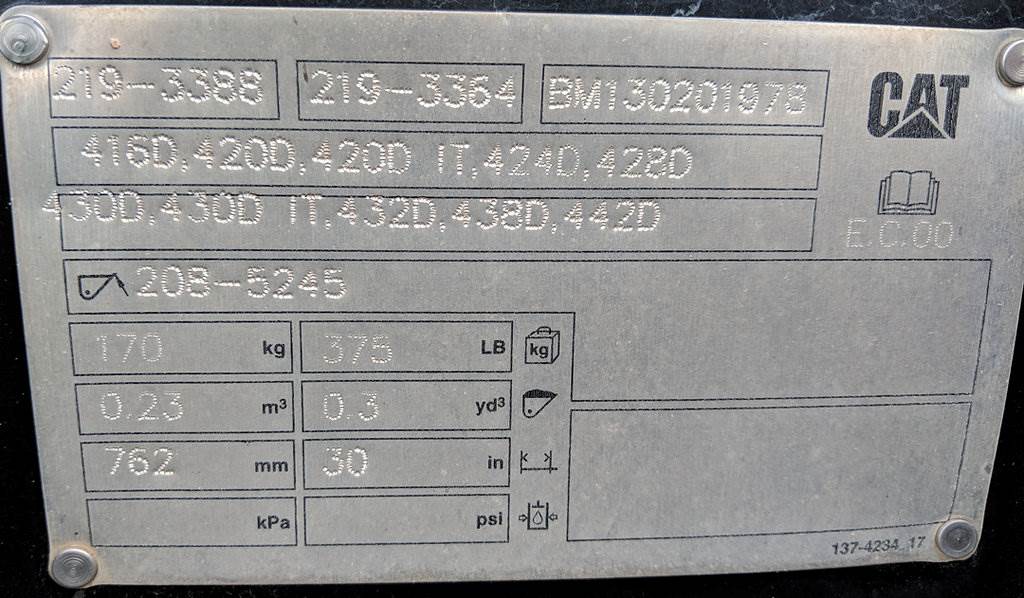 219-3388 219-3364 BM130201978 CAT
416D,420D,420D IT,424D,428D
430D,430D IT,432D,438D,442D
E.C.00
208-5245
170 kg 375 LB kg
0.23 m³ 0.3 yd³
762 mm 30 in
kPa psi
137-4234 17